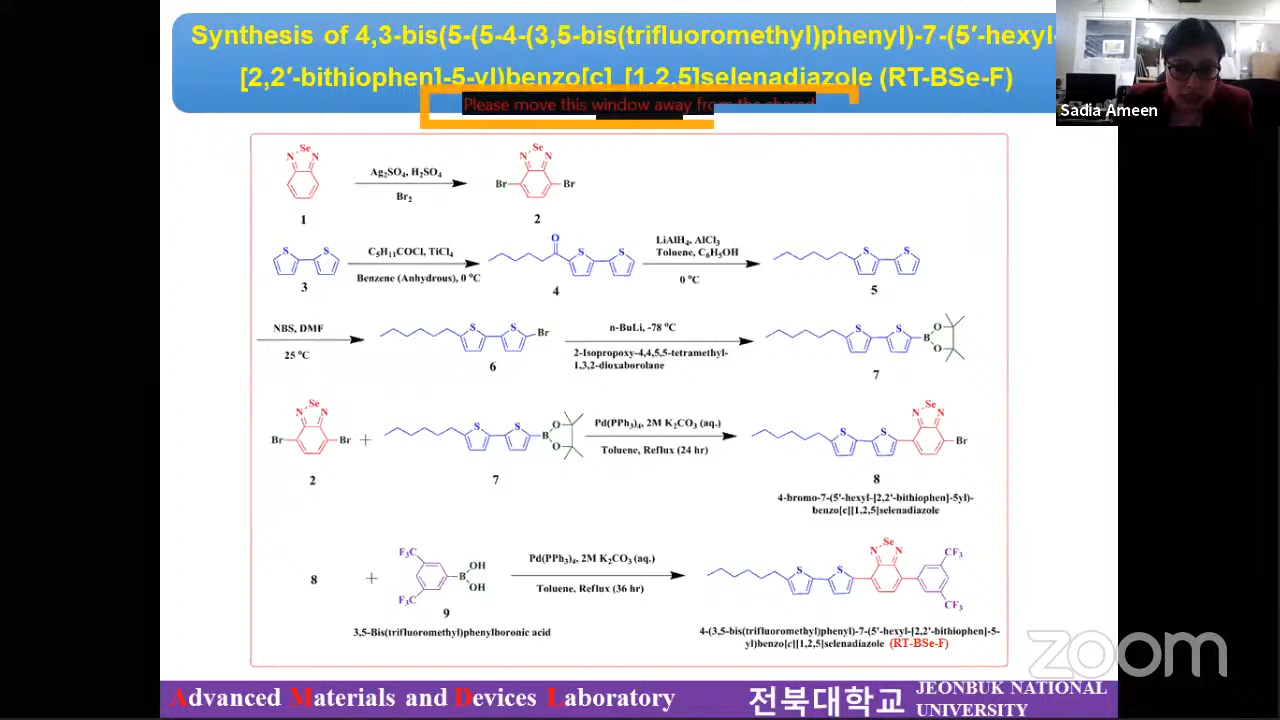 Synthesis of 4,3-bis(5-(5-4-(3,5-bis(trifluoromethyl)phenyl)-7-(5′-hexyl-
[2,2′-bithiophen]-5-yl)benzo[c] [1,2,5]selenadiazole (RT-BSe-F)
Please move this window away from the shared
Sadia Ameen
Se
N N
Ag2SO4, H2SO4
Br2
1
Se
N N
Br Br
2
S S
3
C5H11COCl, TiCl4
Benzene (Anhydrous), 0 °C
O
S S
4
LiAlH4, AlCl3
Toluene, C6H5OH
0 °C
S S
5
NBS, DMF
25 °C
S S Br
6
n-BuLi, -78 °C
2-Isopropoxy-4,4,5,5-tetramethyl-
1,3,2-dioxaborolane
S S B O O
7
Se
N N
Br Br
2
+
S S B O O
7
Pd(PPh3)4, 2M K2CO3 (aq.)
Toluene, Reflux (24 hr)
Se
N N
S S Br
8
4-bromo-7-(5'-hexyl-[2,2'-bithiophen]-5yl)-
benzo[c][1,2,5]selenadiazole
8
+
F3C
F3C
B
OH
OH
9
3,5-Bis(trifluoromethyl)phenylboronic acid
Pd(PPh3)4, 2M K2CO3 (aq.)
Toluene, Reflux (36 hr)
Se
N N
S S
CF3
CF3
4-(3,5-bis(trifluoromethyl)phenyl)-7-(5'-hexyl-[2,2'-bithiophen]-5-
yl)benzo[c][1,2,5]selenadiazole (RT-BSe-F)
zoom
Advanced Materials and Devices Laboratory
전북대학교
JEONBUK NATIONAL
UNIVERSITY